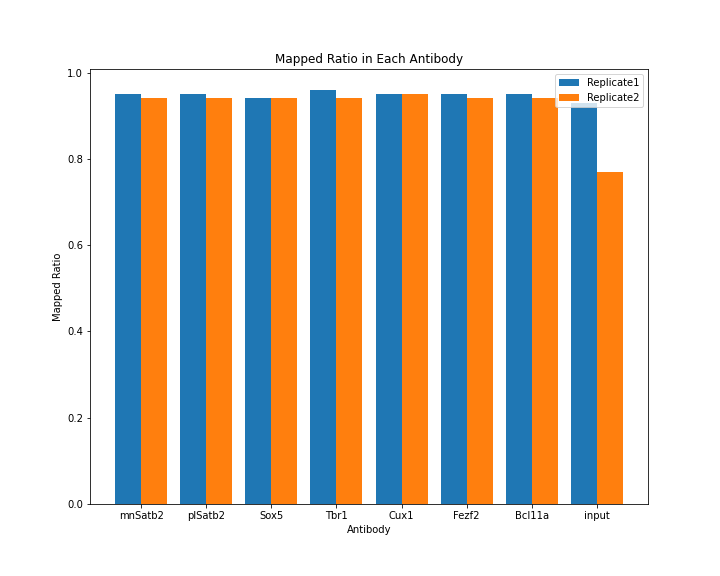 Mapped Ratio in Each Antibody
Replicate1
Replicate2
Mapped Ratio
1.0
0.8
0.6
0.4
0.2
0.0
mnSatb2 plSatb2 Sox5 Tbr1 Cux1 Fezf2 Bcl11a input
Antibody